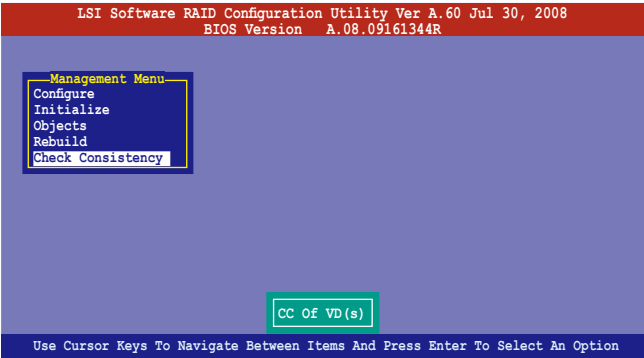 LSI Software RAID Configuration Utility Ver A.60 Jul 30, 2008
BIOS Version A.08.09161344R
Management Menu
Configure
Initialize
Objects
Rebuild
Check Consistency
CC Of VD(s)
Use Cursor Keys To Navigate Between Items And Press Enter To Select An Option